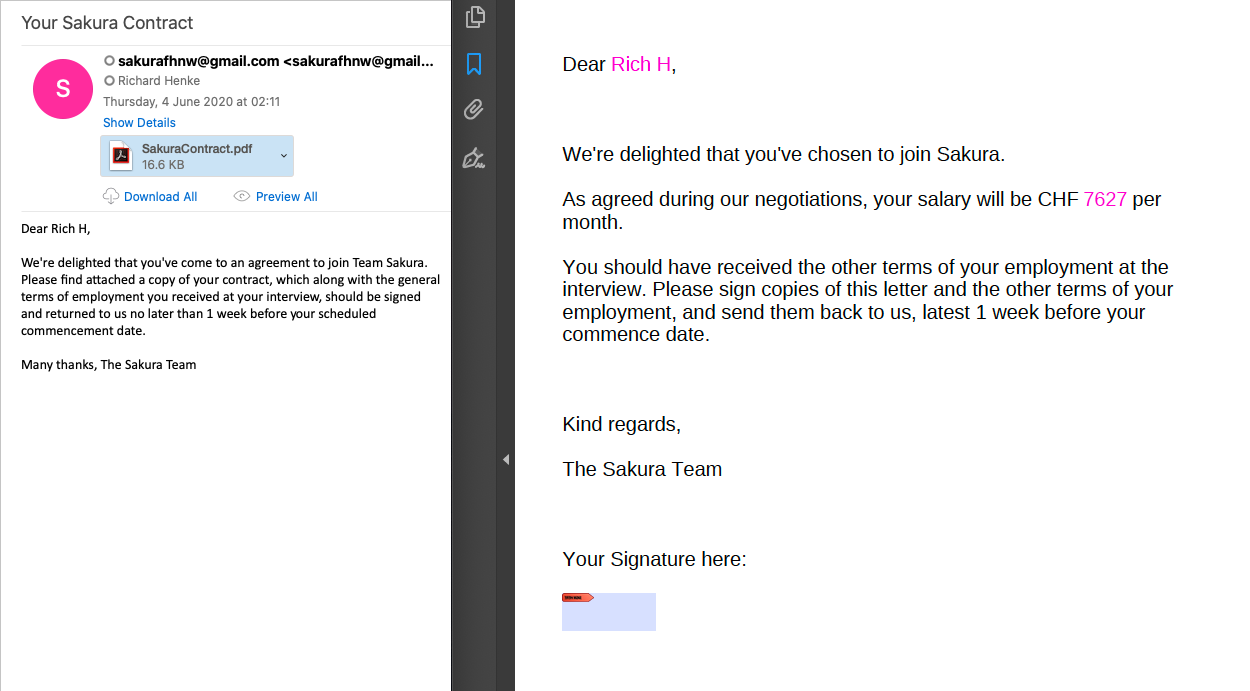 Your Sakura Contract
S
sakurafhnw@gmail.com <sakurafhnw@gmail...
Richard Henke
Thursday, 4 June 2020 at 02:11
Show Details
SakuraContract.pdf
16.6 KB
Download All
Preview All
Dear Rich H,
We're delighted that you've come to an agreement to join Team Sakura.
Please find attached a copy of your contract, which along with the general
terms of employment you received at your interview, should be signed
and returned to us no later than 1 week before your scheduled
commencement date.
Many thanks, The Sakura Team
Dear Rich H,
We're delighted that you've chosen to join Sakura.
As agreed during our negotiations, your salary will be CHF 7627 per
month.
You should have received the other terms of your employment at the
interview. Please sign copies of this letter and the other terms of your
employment, and send them back to us, latest 1 week before your
commence date.
Kind regards,
The Sakura Team
Your Signature here: